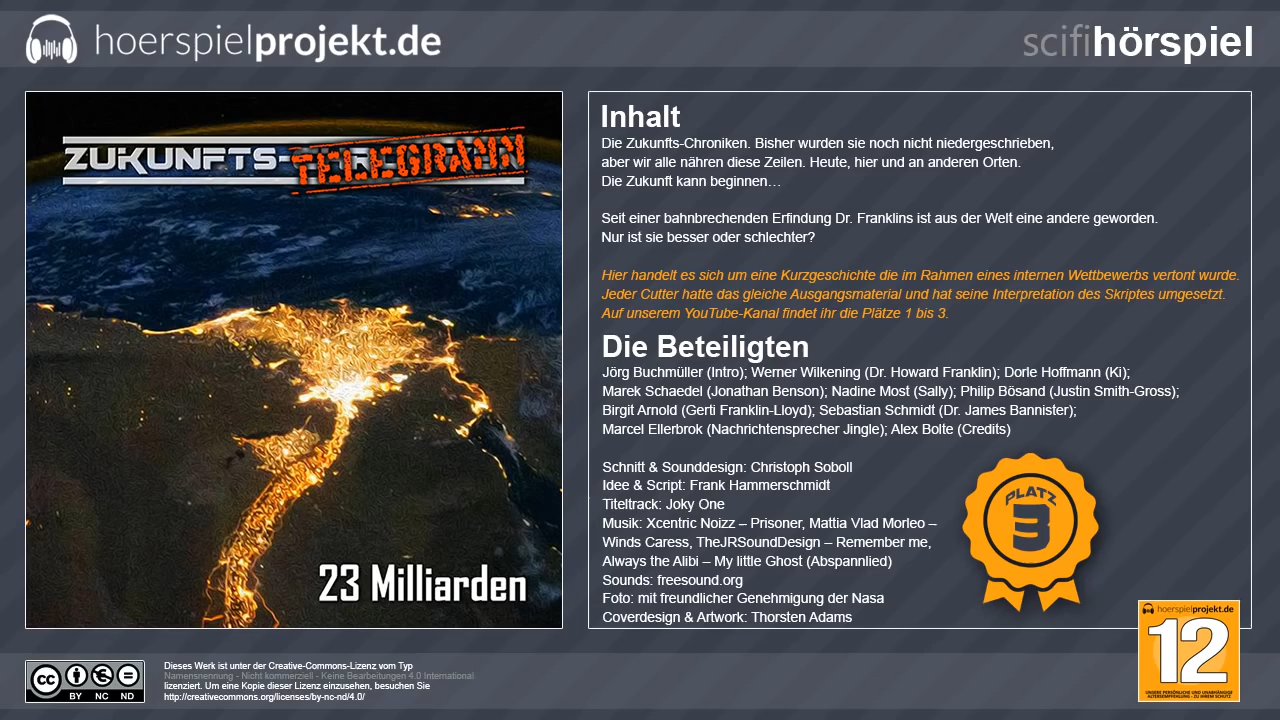 hoerspielprojekt.de
scifihörspiel
ZUKUNFTS-TELEGRAMM
23 Milliarden
Inhalt
Die Zukunfts-Chroniken. Bisher wurden sie noch nicht niedergeschrieben,
aber wir alle nähren diese Zeilen. Heute, hier und an anderen Orten.
Die Zukunft kann beginnen…
Seit einer bahnbrechenden Erfindung Dr. Franklins ist aus der Welt eine andere geworden.
Nur ist sie besser oder schlechter?
Hier handelt es sich um eine Kurzgeschichte die im Rahmen eines internen Wettbewerbs vertont wurde.
Jeder Cutter hatte das gleiche Ausgangsmaterial und hat seine Interpretation des Skriptes umgesetzt.
Auf unserem YouTube-Kanal findet ihr die Plätze 1 bis 3.
Die Beteiligten
Jörg Buchmüller (Intro); Werner Wilkening (Dr. Howard Franklin); Dorle Hoffmann (Ki);
Marek Schaedel (Jonathan Benson); Nadine Most (Sally); Philip Bösand (Justin Smith-Gross);
Birgit Arnold (Gerti Franklin-Lloyd); Sebastian Schmidt (Dr. James Bannister);
Marcel Ellerbrok (Nachrichtensprecher Jingle); Alex Bolte (Credits)
Schnitt & Sounddesign: Christoph Soboll
Idee & Script: Frank Hammerschmidt
Titeltrack: Joky One
Musik: Xcentric Noizz – Prisoner, Mattia Vlad Morleo –
Winds Caress, TheJRSoundDesign – Remember me,
Always the Alibi – My little Ghost (Abspannlied)
Sounds: freesound.org
Foto: mit freundlicher Genehmigung der Nasa
Coverdesign & Artwork: Thorsten Adams
PLATZ
3
hoerspielprojekt.de
12
UNSERE PERSÖNLICHE UND UNABHÄNGIGE
ALTERSEMPFEHLUNG - ZU IHREM SCHUTZ
cc
BY NC ND
Dieses Werk ist unter der Creative-Commons-Lizenz vom Typ
Namensnennung - Nicht kommerziell - Keine Bearbeitungen 4.0 International
lizenziert. Um eine Kopie dieser Lizenz einzusehen, besuchen Sie
http://creativecommons.org/licenses/by-nc-nd/4.0/